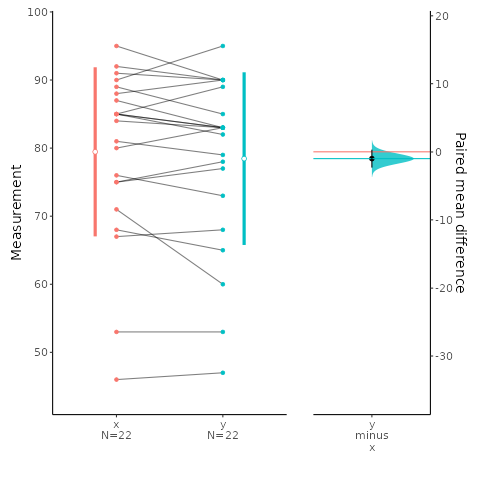 Measurement
100
90
80
70
60
50
x
N=22
y
N=22
20
10
0
-10
-20
-30
Paired mean difference
y
minus
x